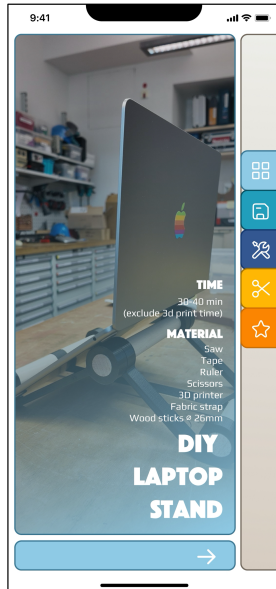 9:41
TIME
30-40 min
(exclude 3d print time)
MATERIAL
Saw
Tape
Ruler
Scissors
3D printer
Fabric strap
Wood sticks ⌀ 26mm
DIY
LAPTOP
STAND